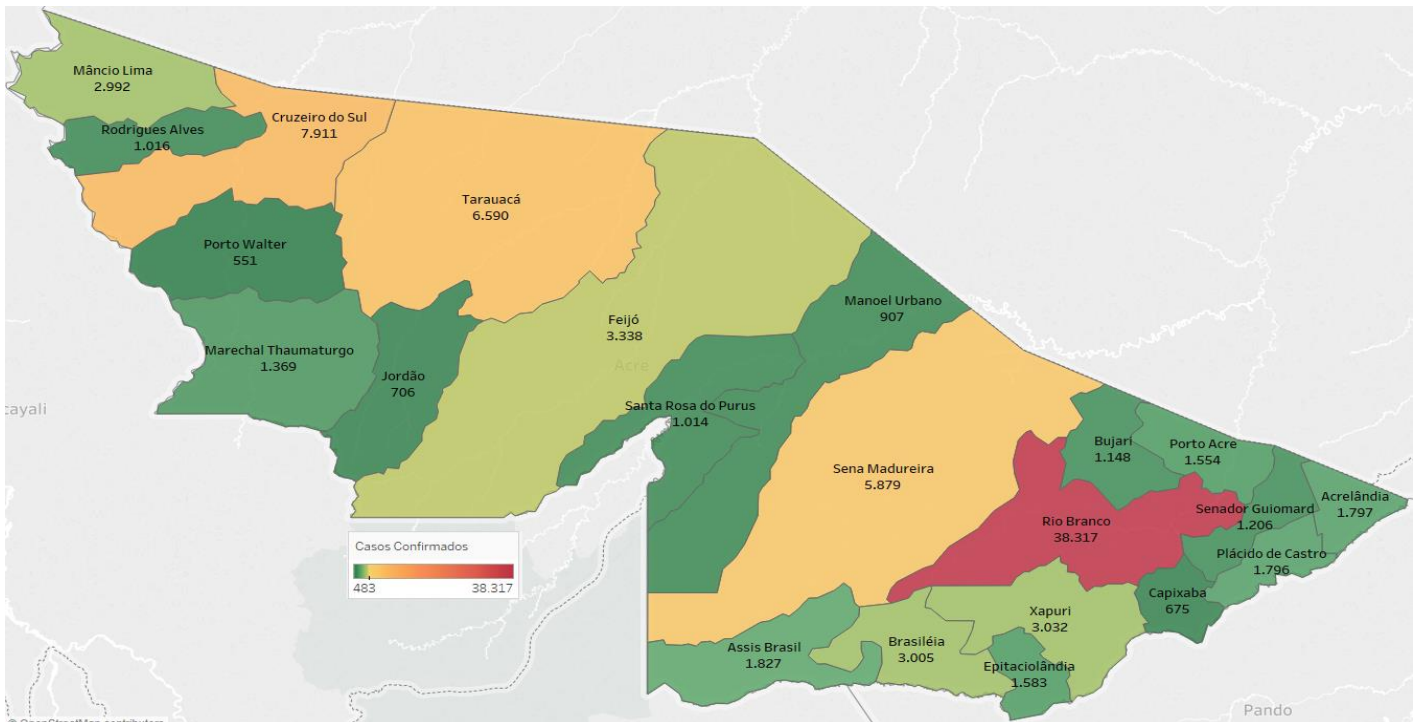 Mâncio Lima
2.992
Rodrigues Alves
1.016
Cruzeiro do Sul
7.911
Tarauacá
6.590
Porto Walter
551
Marechal Thaumaturgo
1.369
Jordão
706
Feijó
3.338
Acre
Manoel Urbano
907
Santa Rosa do Purus
1.014
Sena Madureira
5.879
Bujari
1.148
Porto Acre
1.554
Rio Branco
38.317
Senador Guiomard
1.206
Acrelândia
1.797
Plácido de Castro
1.796
Capixaba
675
Xapuri
3.032
Assis Brasil
1.827
Brasiléia
3.005
Epitaciolândia
1.583
cayali
Pando
Casos Confirmados
483 38.317